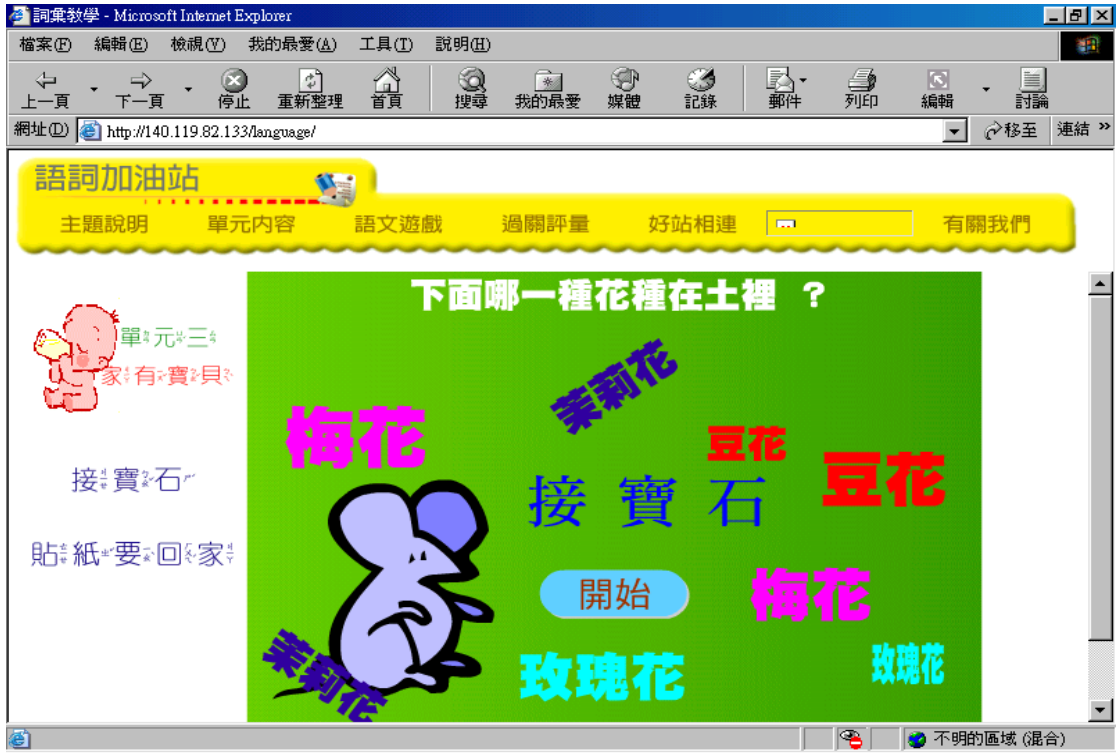 詞彙教學 - Microsoft Internet Explorer
檔案(F) 編輯(E) 檢視(V) 我的最愛(A) 工具(T) 說明(H)
上一頁 下一頁 停止 重新整理 首頁 搜尋 我的最愛 媒體 記錄 郵件 列印 編輯 討論
網址(D) http://140.119.82.133/language/ 移至 連結 »
語詞加油站
主題說明 單元內容 語文遊戲 過關評量 好站相連 有關我們
下面哪一種花種在土裡 ?
單元三
家有寶貝
接寶石
貼紙要回家
茉莉花
梅花
豆花
豆花
接寶石
開始
梅花
茉莉花
玫瑰花
玫瑰花
不明的區域 (混合)